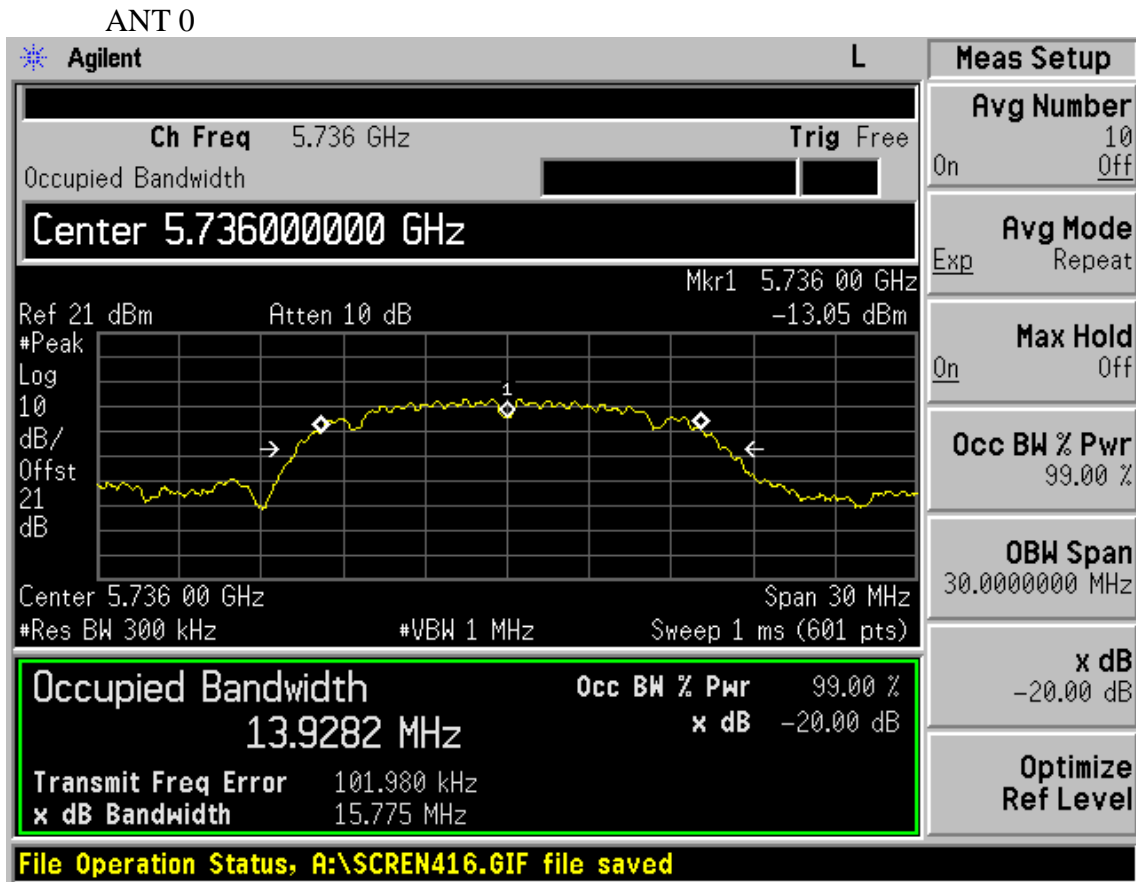 ANT 0
Agilent L Meas Setup
Ch Freq 5.736 GHz Trig Free
Occupied Bandwidth
Center 5.736000000 GHz
Mkr1 5.736 00 GHz
Ref 21 dBm Atten 10 dB -13.05 dBm
#Peak
Log
10
dB/
Offst
21
dB
1
Center 5.736 00 GHz Span 30 MHz
#Res BW 300 kHz #VBW 1 MHz Sweep 1 ms (601 pts)
Occupied Bandwidth Occ BW % Pwr 99.00 %
13.9282 MHz x dB -20.00 dB
Transmit Freq Error 101.980 kHz
x dB Bandwidth 15.775 MHz
Avg Number
10
On Off
Avg Mode
Exp Repeat
Max Hold
On Off
Occ BW % Pwr
99.00 %
OBW Span
30.0000000 MHz
x dB
-20.00 dB
Optimize
Ref Level
File Operation Status, A:\SCREN416.GIF file saved